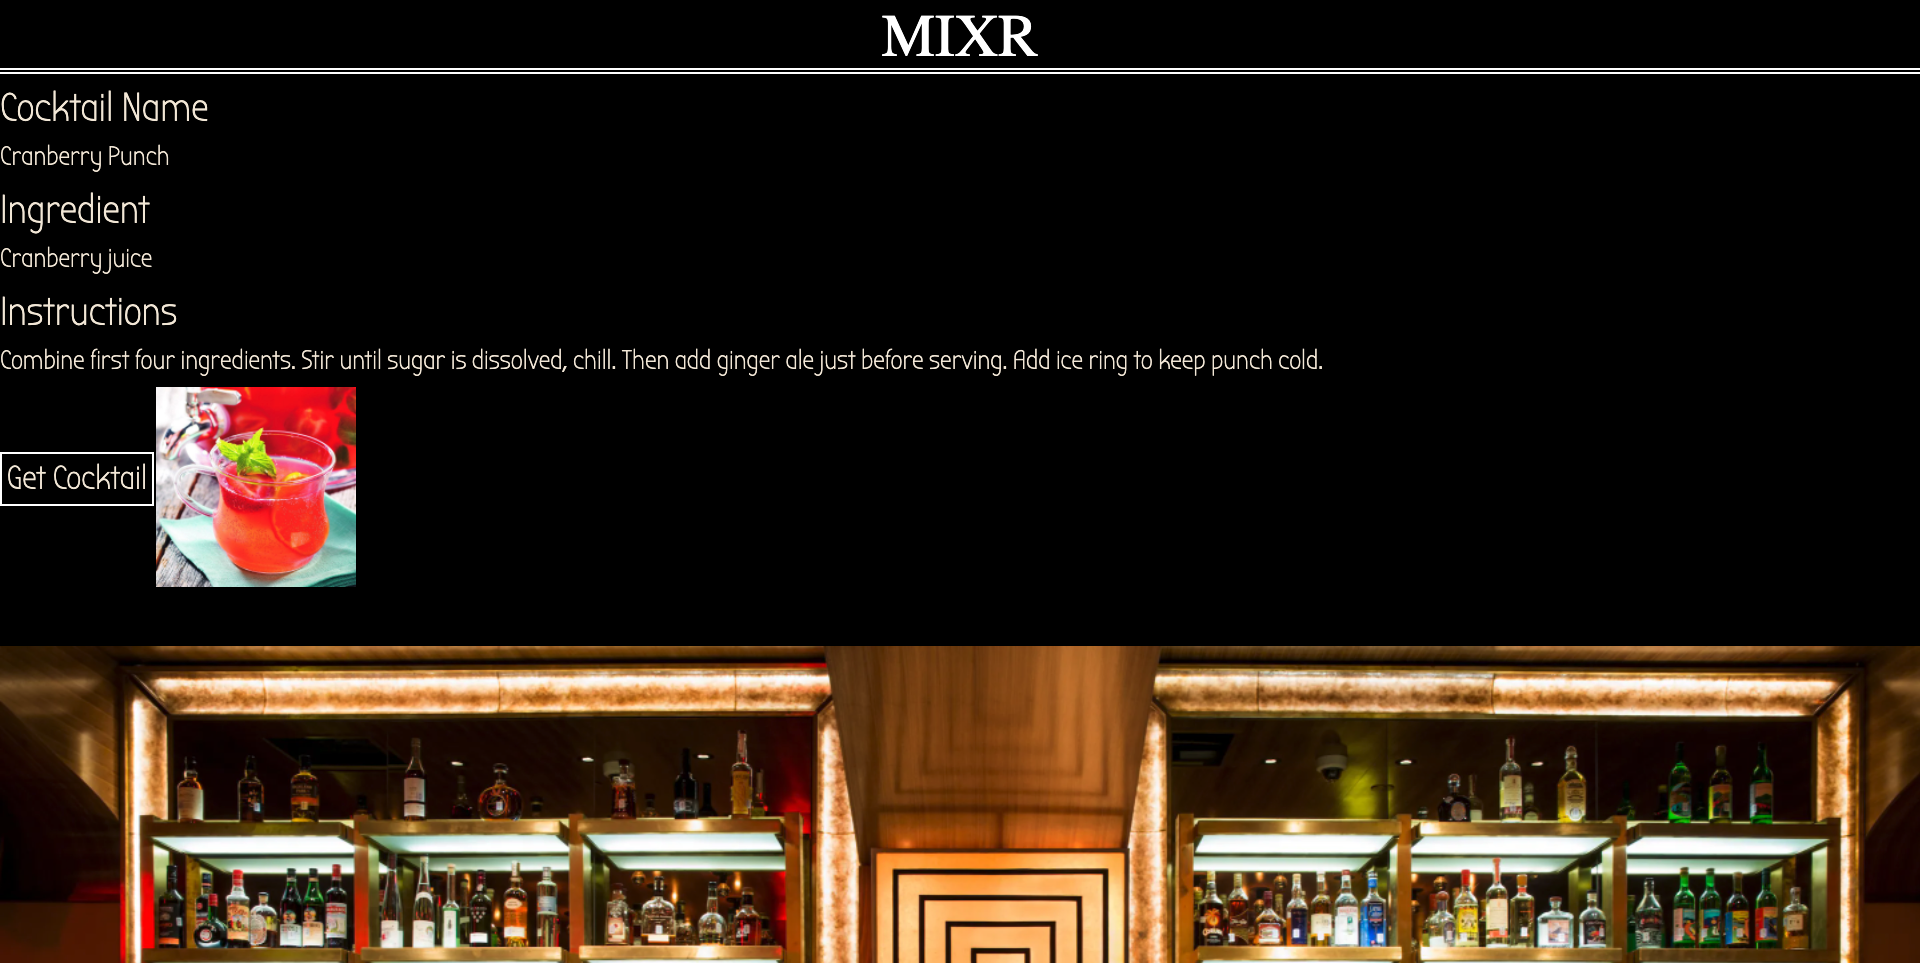 MIXR
Cocktail Name
Cranberry Punch
Ingredient
Cranberry juice
Instructions
Combine first four ingredients. Stir until sugar is dissolved, chill. Then add ginger ale just before serving. Add ice ring to keep punch cold.
Get Cocktail